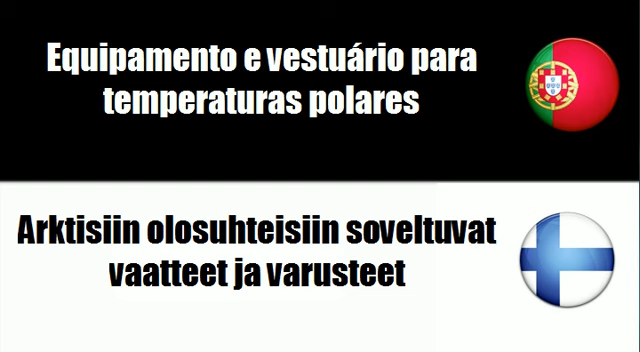 Equipamento e vestuário para
temperaturas polares
Arktisiin olosuhteisiin soveltuvat
vaatteet ja varusteet